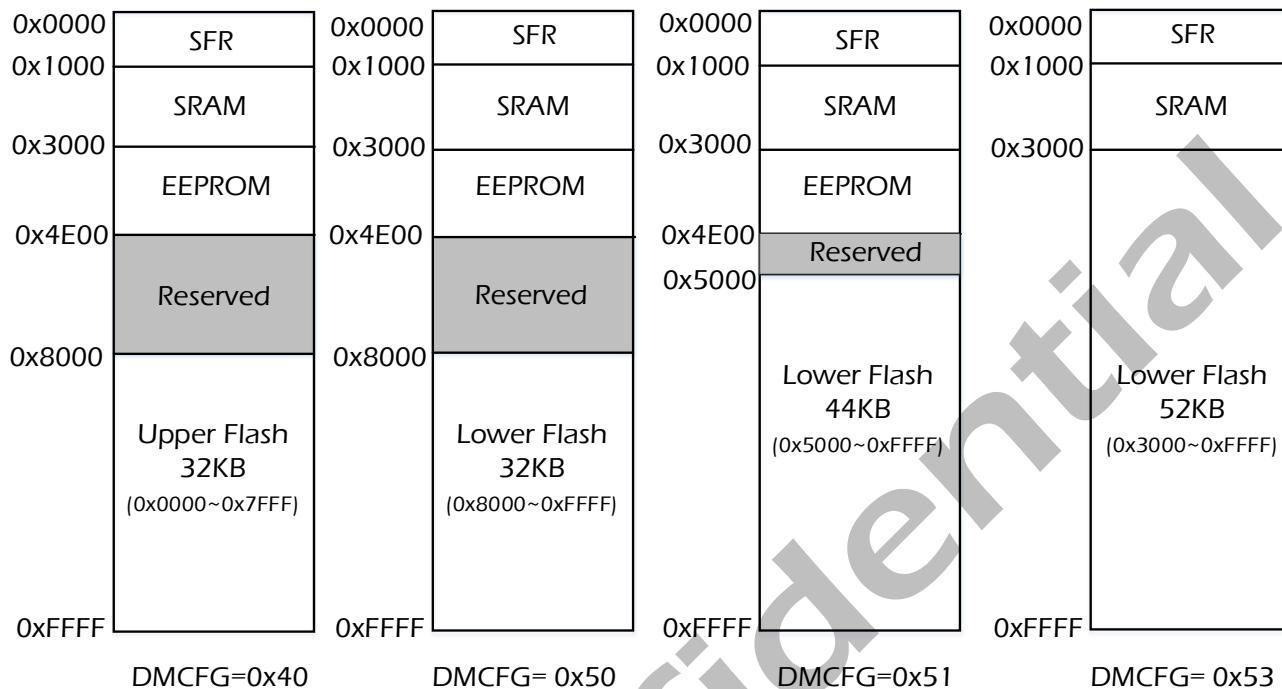 0x0000
SFR
0x1000
SRAM
0x3000
EEPROM
0x4E00
Reserved
0x8000
Upper Flash
32KB
(0x0000~0x7FFF)
0xFFFF
DMCFG=0x40
0x0000
SFR
0x1000
SRAM
0x3000
EEPROM
0x4E00
Reserved
0x8000
Lower Flash
32KB
(0x8000~0xFFFF)
0xFFFF
DMCFG= 0x50
0x0000
SFR
0x1000
SRAM
0x3000
EEPROM
0x4E00
Reserved
0x5000
Lower Flash
44KB
(0x5000~0xFFFF)
0xFFFF
DMCFG=0x51
0x0000
SFR
0x1000
SRAM
0x3000
Lower Flash
52KB
(0x3000~0xFFFF)
0xFFFF
DMCFG= 0x53
fidential